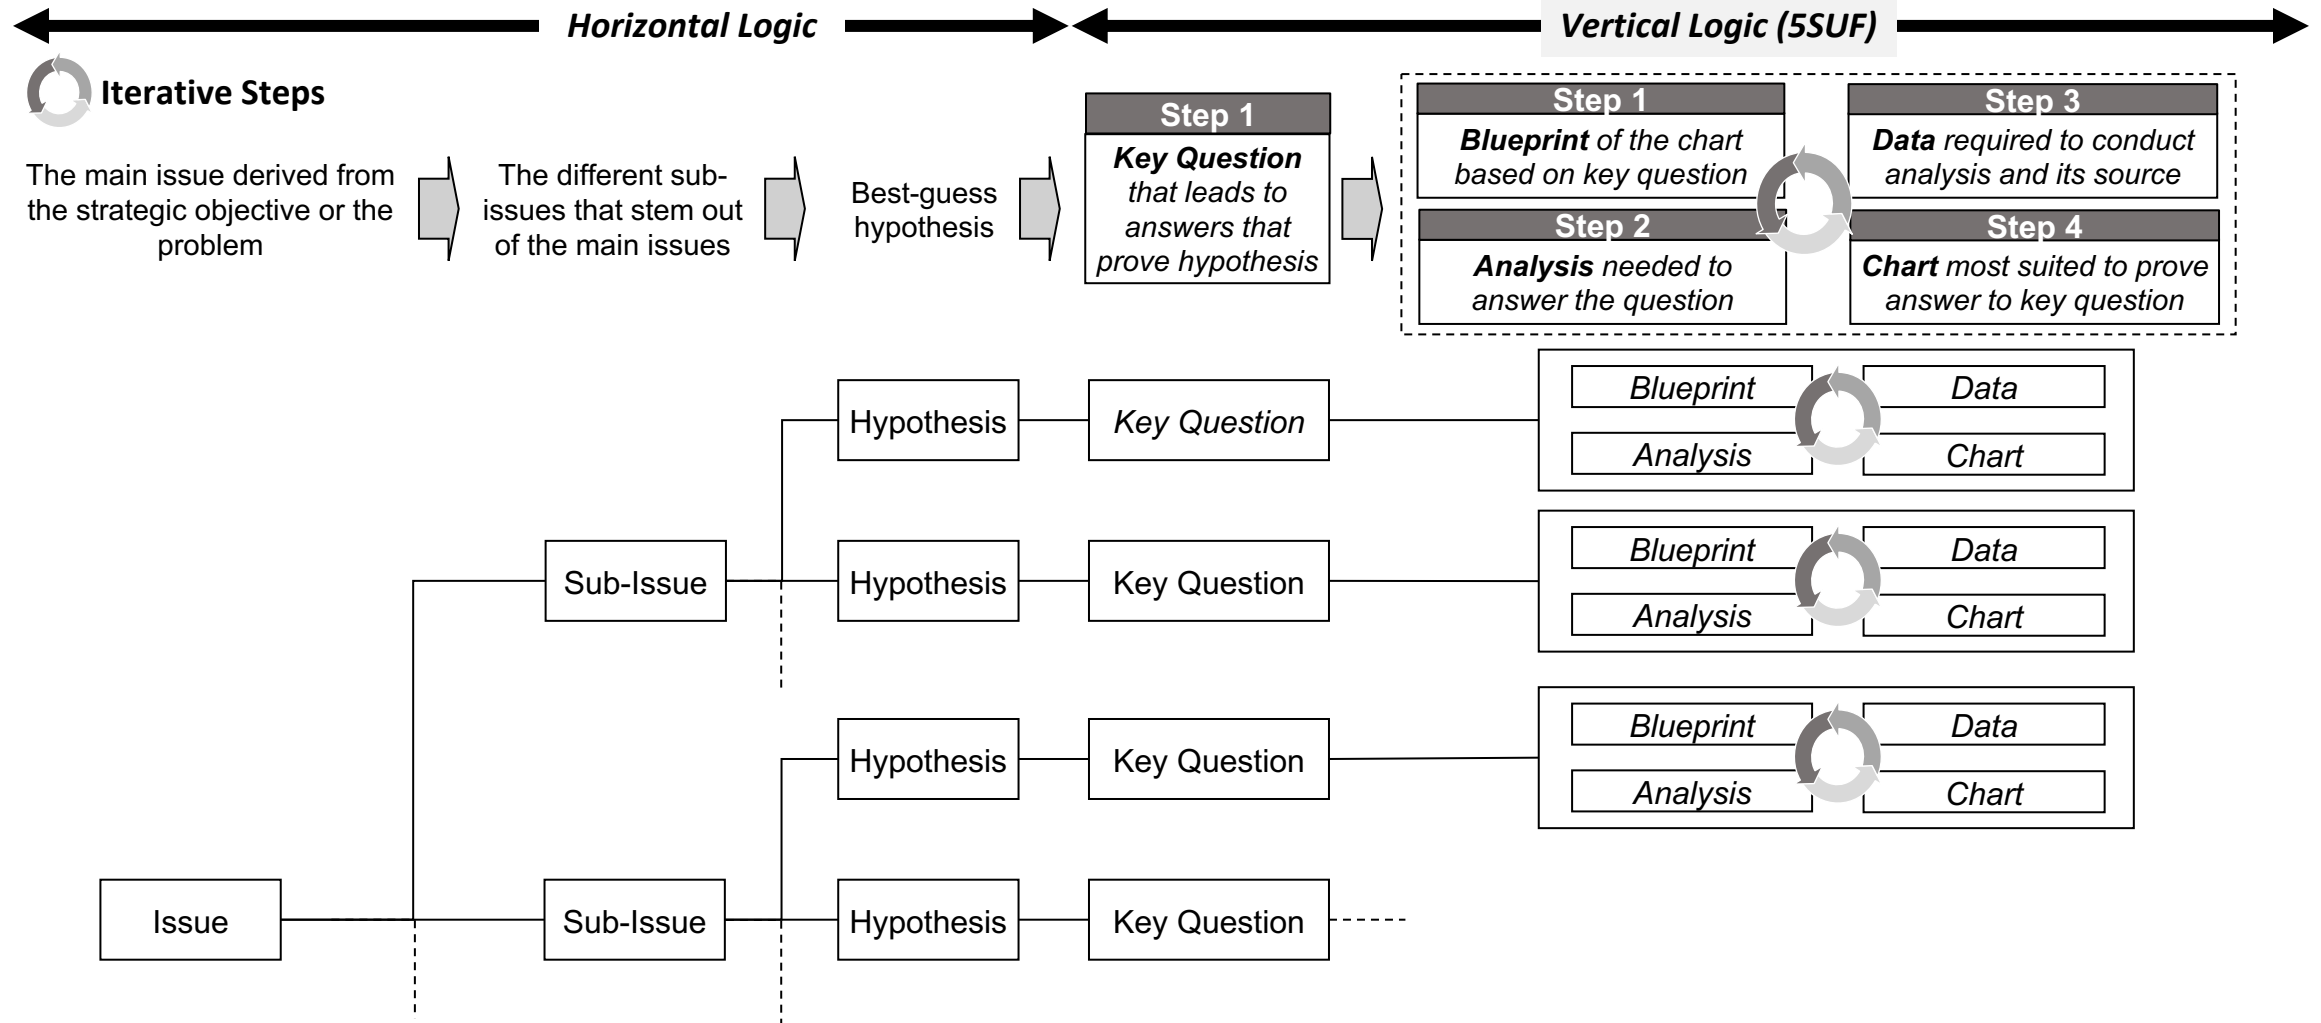 Horizontal Logic
Vertical Logic (5SUF)
Iterative Steps
The main issue derived from
the strategic objective or the
problem
The different sub-
issues that stem out
of the main issues
Best-guess
hypothesis
Step 1
Key Question
that leads to
answers that
prove hypothesis
Step 1
Blueprint of the chart
based on key question
Step 2
Analysis needed to
answer the question
Step 3
Data required to conduct
analysis and its source
Step 4
Chart most suited to prove
answer to key question
Hypothesis
Key Question
Blueprint
Data
Analysis
Chart
Sub-Issue
Hypothesis
Key Question
Blueprint
Data
Analysis
Chart
Hypothesis
Key Question
Blueprint
Data
Analysis
Chart
Issue
Sub-Issue
Hypothesis
Key Question